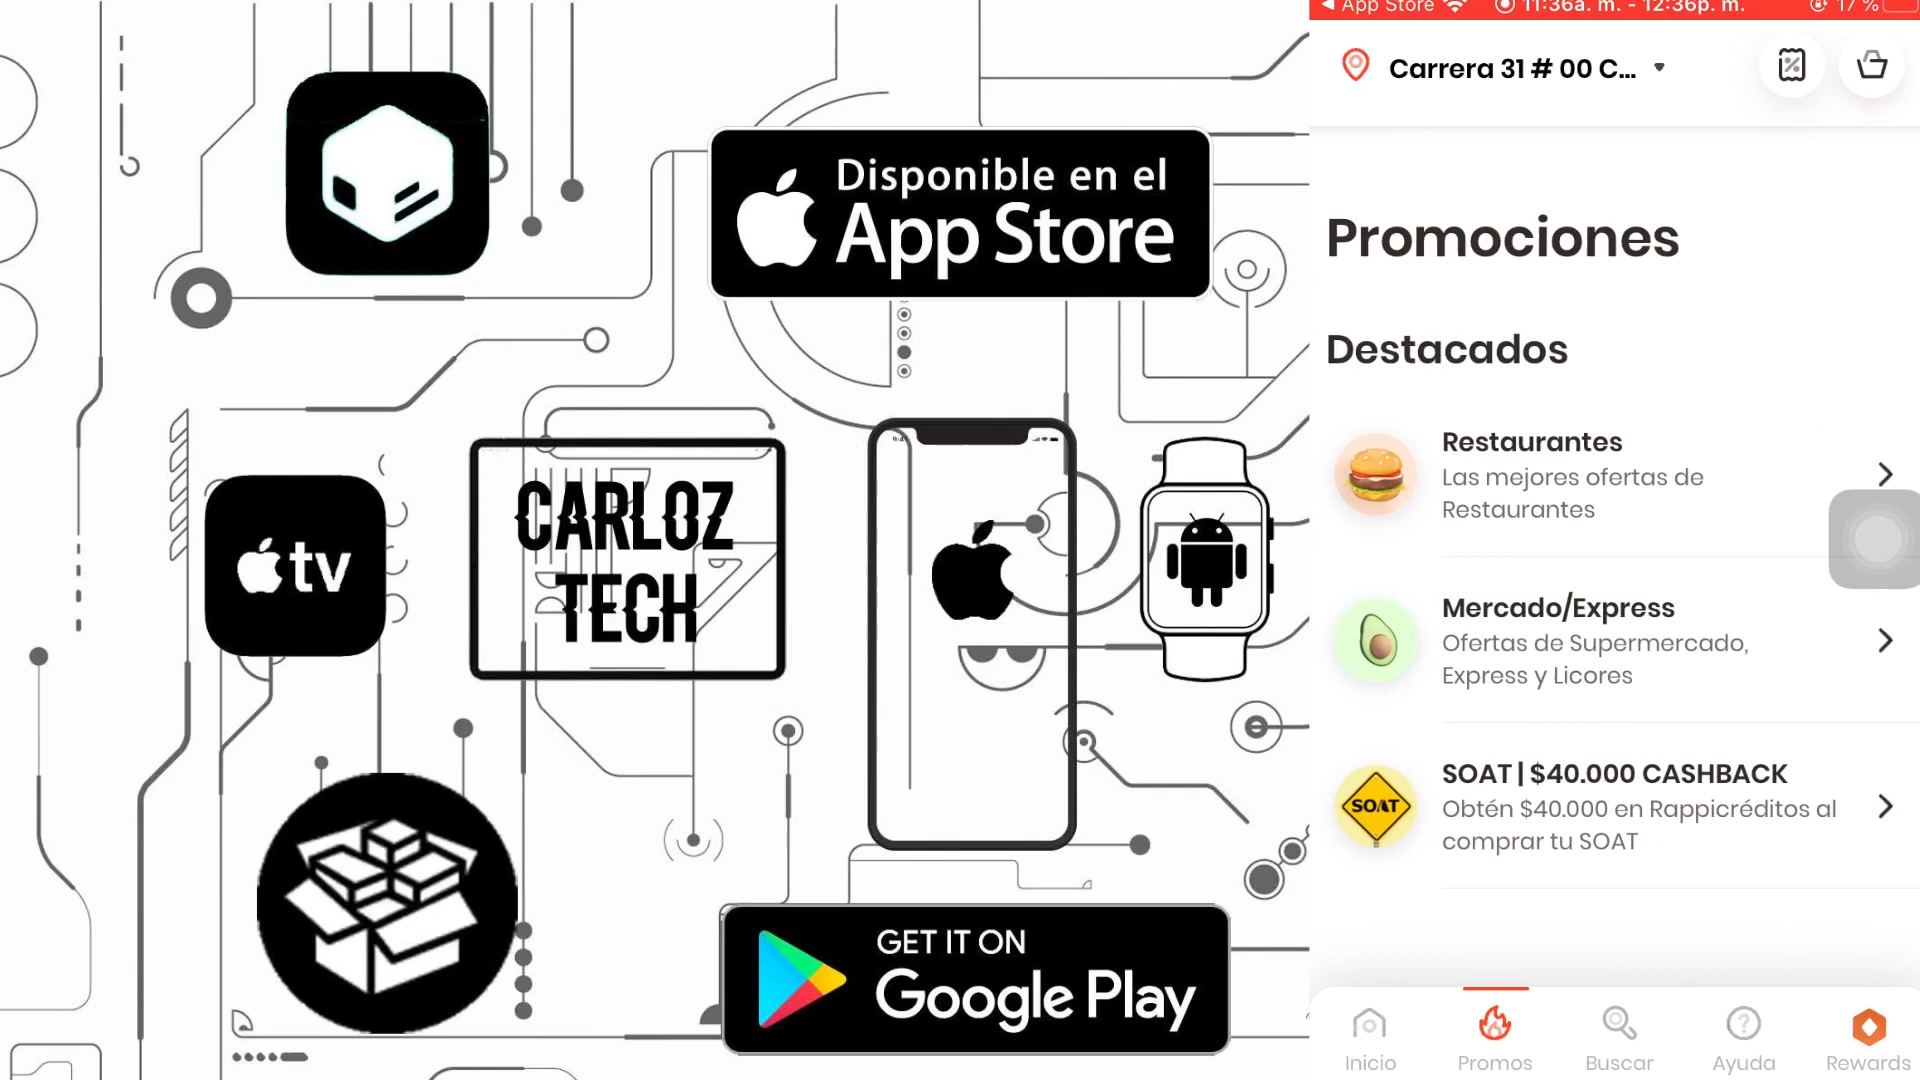 Disponible en el
App Store
tv
CARLOZ
TECH
GET IT ON
Google Play
App Store 11:36a. m. - 12:36p. m. 17 %
Carrera 31 # 00 C...
Promociones
Destacados
Restaurantes
Las mejores ofertas de
Restaurantes
Mercado/Express
Ofertas de Supermercado,
Express y Licores
SOAT
SOAT | $40.000 CASHBACK
Obtén $40.000 en Rappicréditos al
comprar tu SOAT
Inicio
Promos
Buscar
Ayuda
Rewards